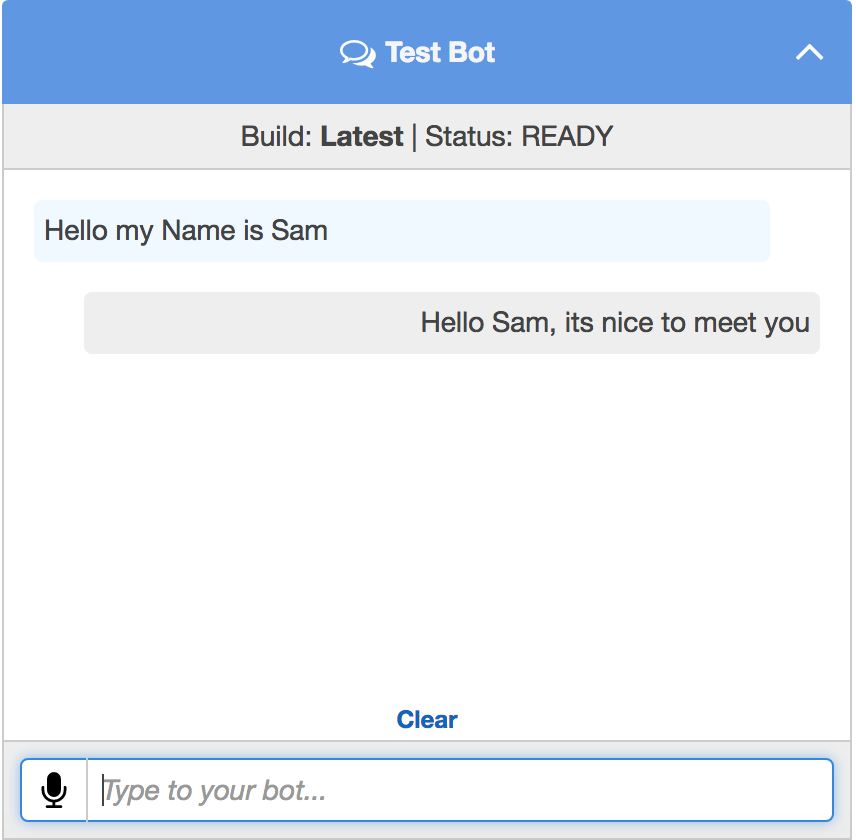 Test Bot
Build: Latest | Status: READY
Hello my Name is Sam
Hello Sam, its nice to meet you
Clear
Type to your bot...